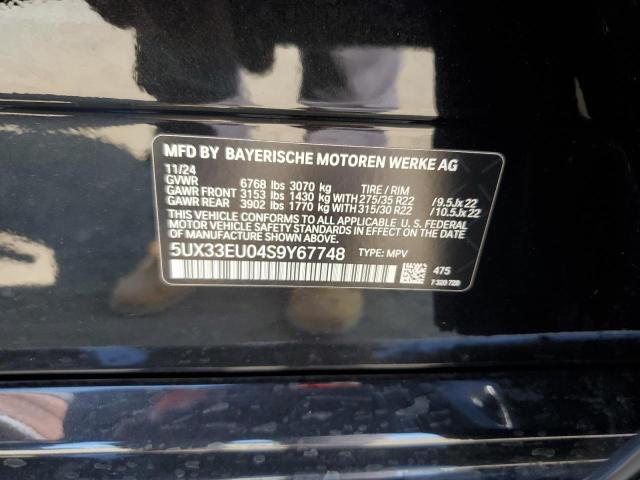 MFD BY BAYERISCHE MOTOREN WERKE AG
11/24
GVWR 6768 lbs 3070 kg TIRE / RIM
GAWR FRONT 3153 lbs 1430 KG WITH 275/35 R22 /9.5Jx22
GAWR REAR 3902 lbs 1770 KG WITH 315/30 R22 /10.5Jx22
THIS VEHICLE CONFORMS TO ALL APPLICABLE U.S. FEDERAL
MOTOR VEHICLE SAFETY STANDARDS IN EFFECT ON THE DATE
OF MANUFACTURE SHOWN ABOVE.
5UX33EU04S9Y67748 TYPE: MPV
475
7 320 728